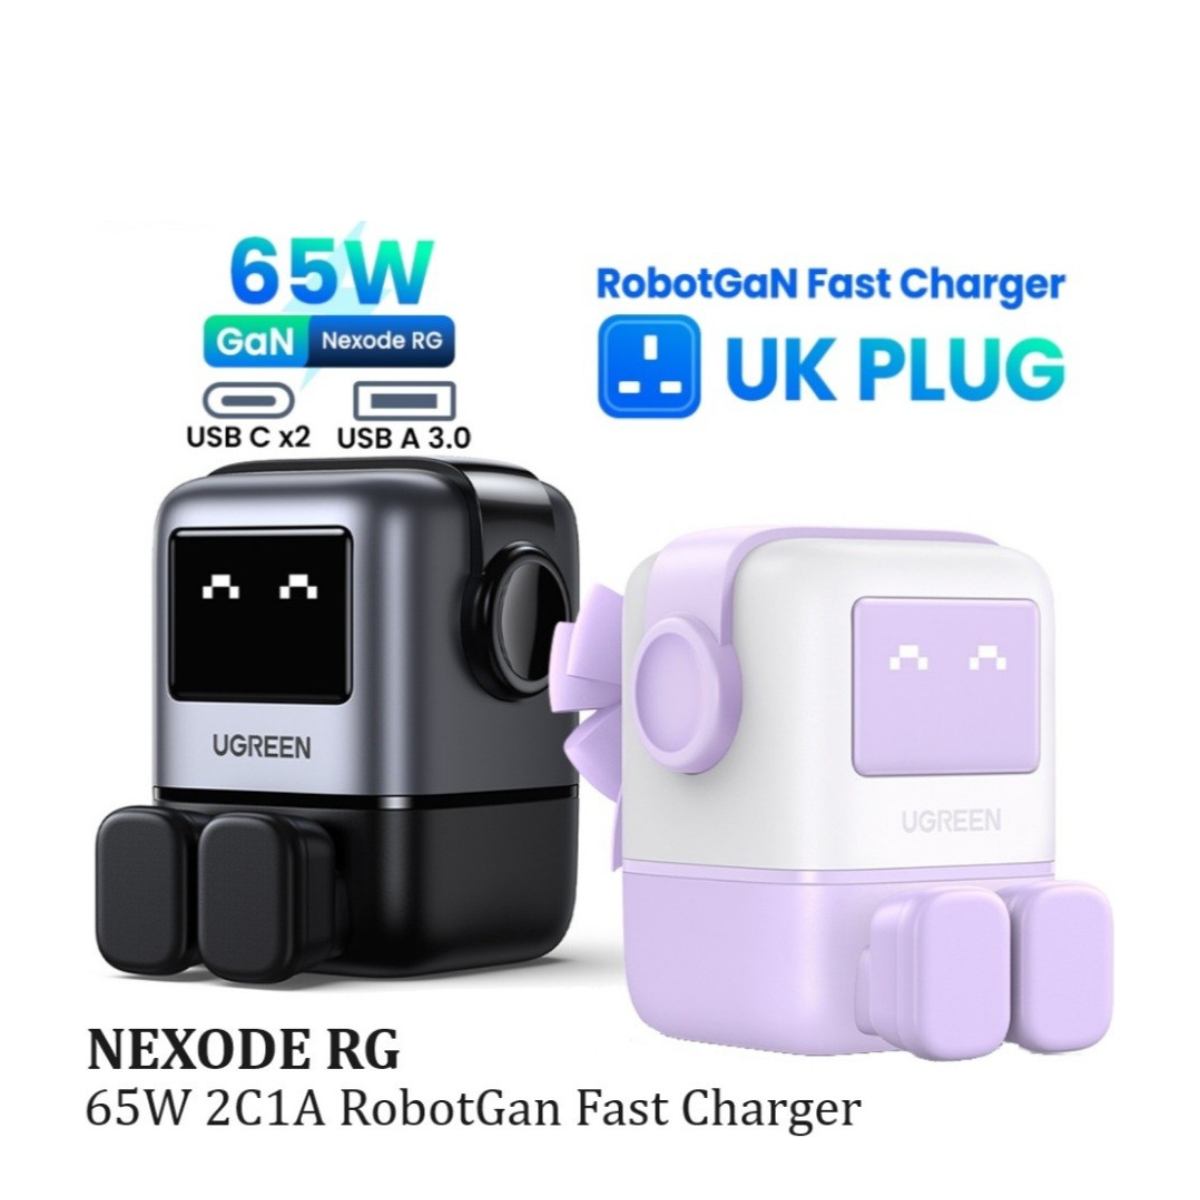 65W
GaN Nexode RG
USB C x2 USB A 3.0
RobotGaN Fast Charger
UK PLUG
UGREEN
UGREEN
NEXODE RG
65W 2C1A RobotGan Fast Charger